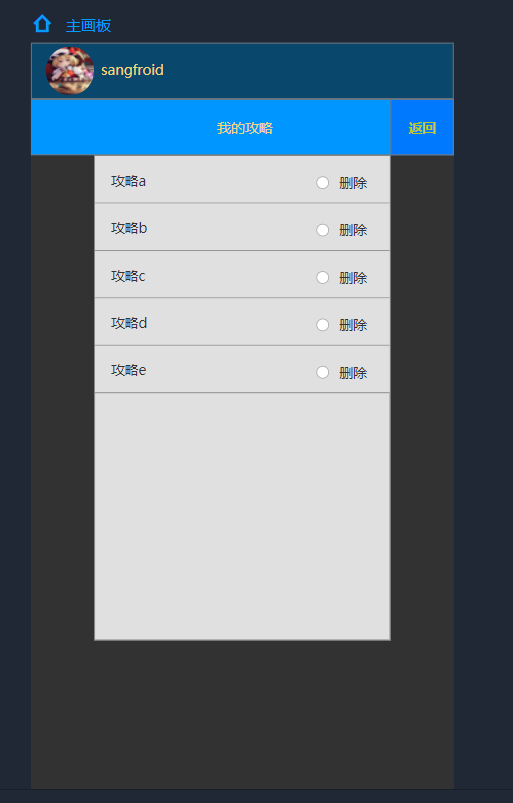 主画板
sangfroid
我的攻略 返回
攻略a 删除
攻略b 删除
攻略c 删除
攻略d 删除
攻略e 删除